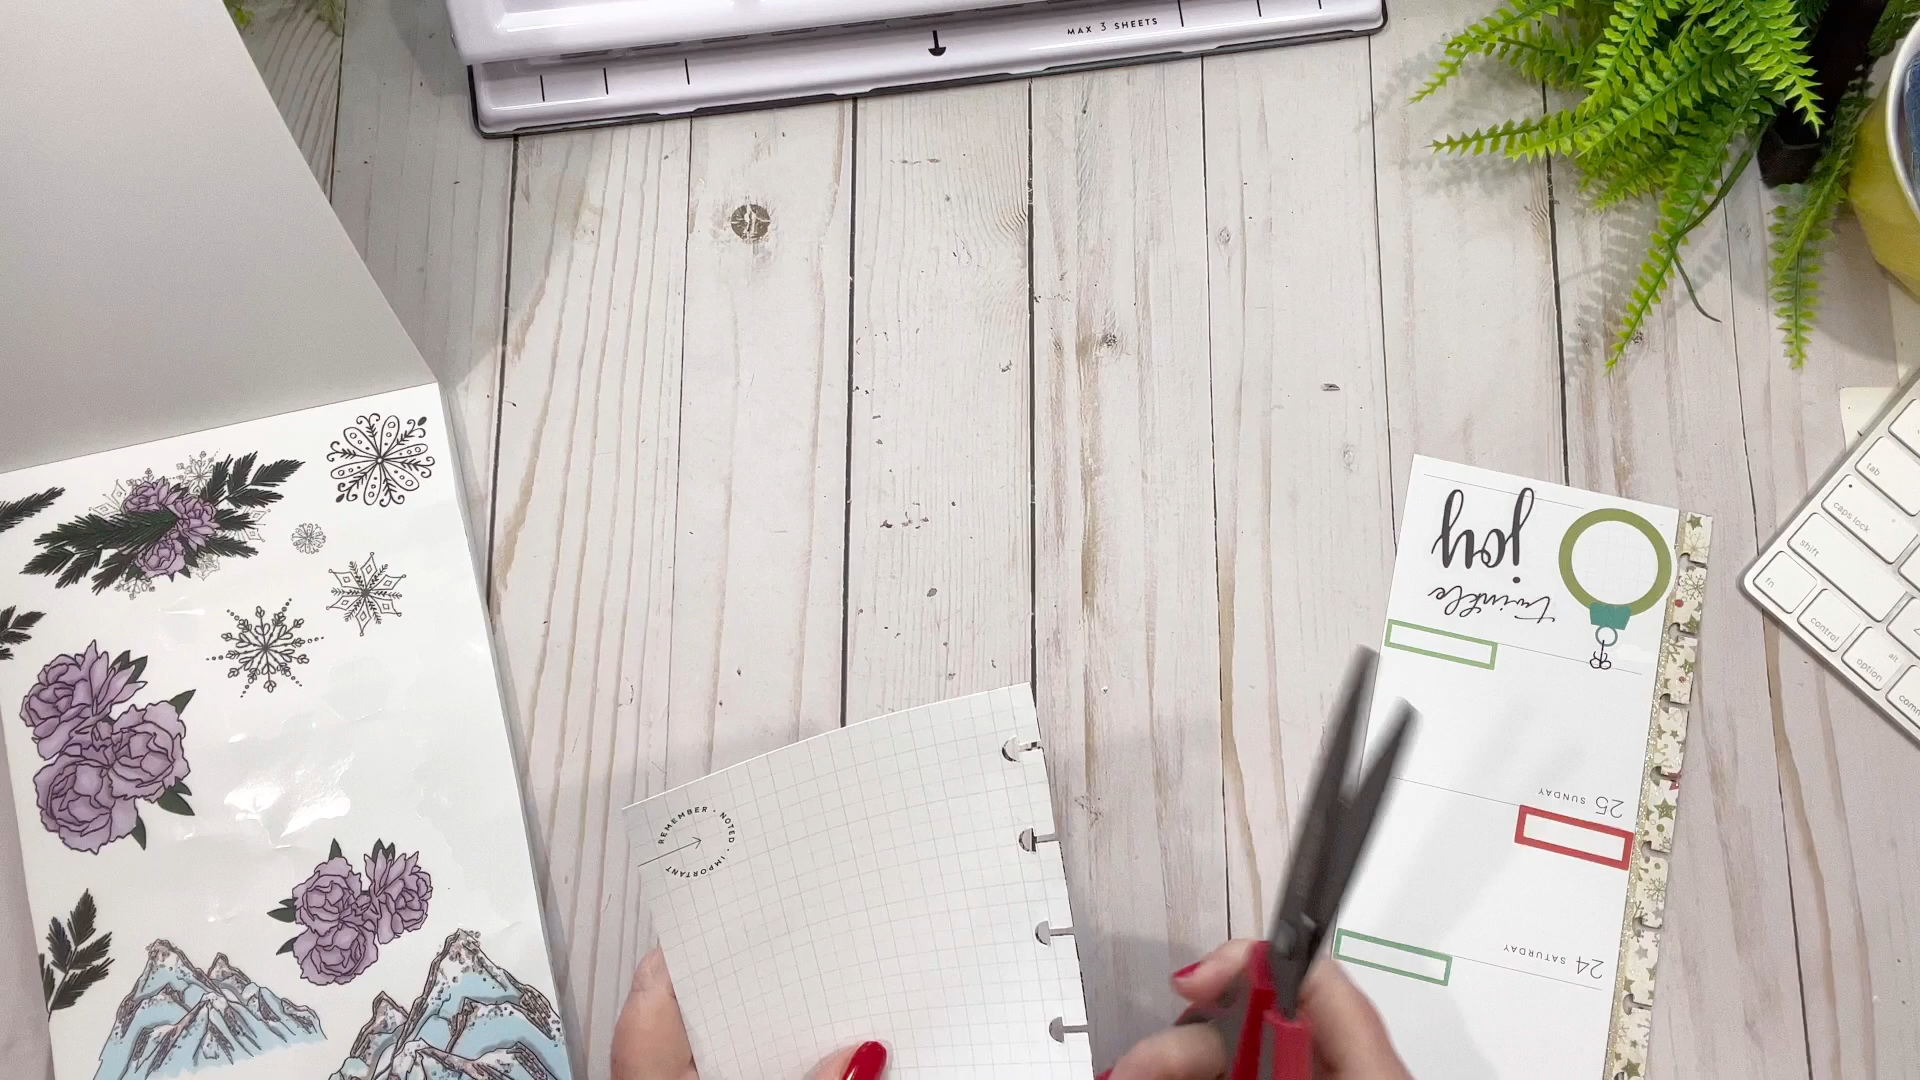 MAX 3 SHEETS
REMEMBER · NOTED · IMPORTANT
24 SATURDAY
25 SUNDAY
twinkle
joy
tab
caps lock
shift
fn
control
alt
option